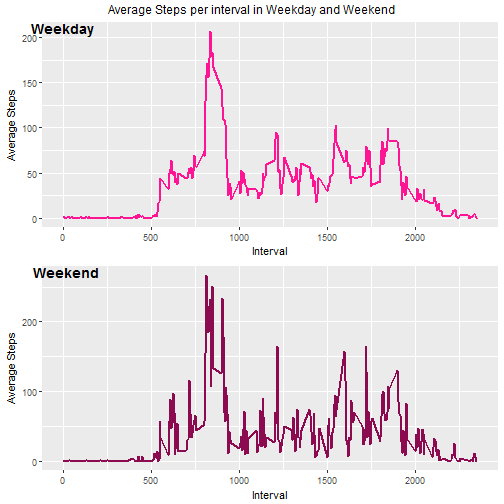 Average Steps per interval in Weekday and Weekend
Weekday
Average Steps
200
150
100
50
0
0 500 1000 1500 2000
Interval
Weekend
Average Steps
200
100
0
0 500 1000 1500 2000
Interval